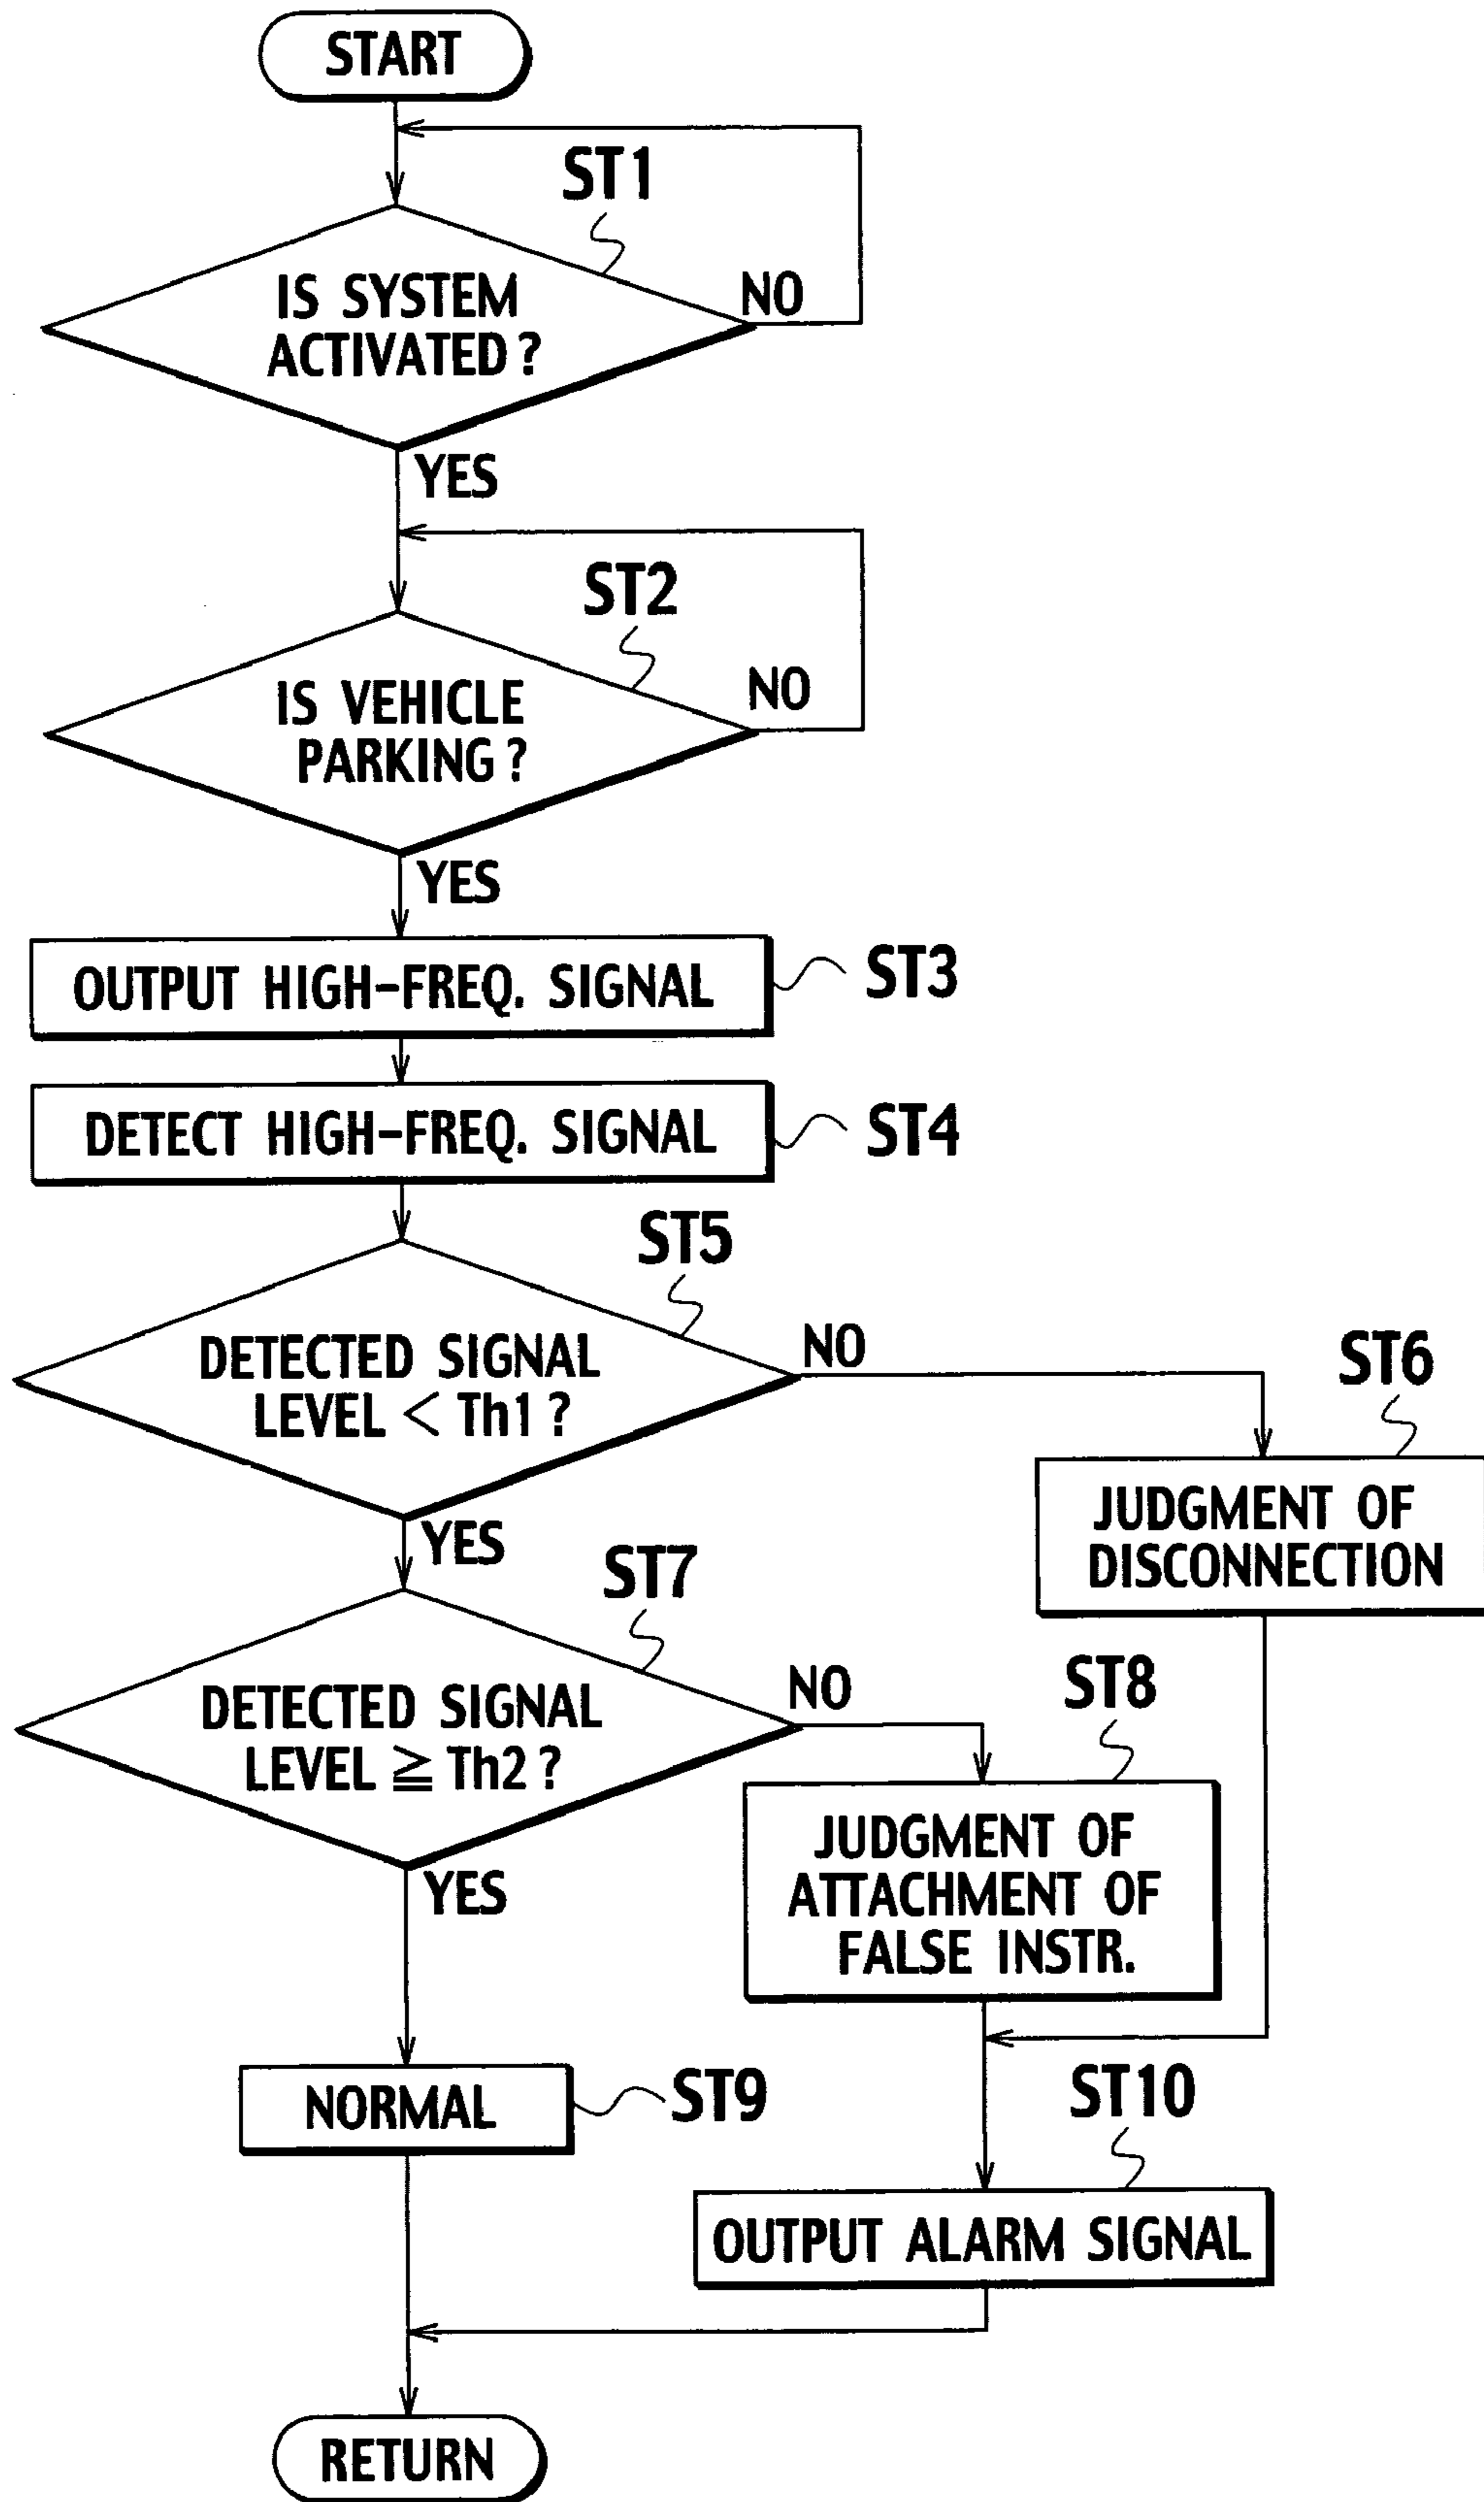 START
ST1
IS SYSTEM
ACTIVATED?
NO
YES
ST2
IS VEHICLE
PARKING?
NO
YES
OUTPUT HIGH-FREQ. SIGNAL
ST3
DETECT HIGH-FREQ. SIGNAL
ST4
ST5
DETECTED SIGNAL
LEVEL < Th1?
NO
YES
ST6
JUDGMENT OF
DISCONNECTION
ST7
DETECTED SIGNAL
LEVEL ≧ Th2?
NO
YES
ST8
JUDGMENT OF
ATTACHMENT OF
FALSE INSTR.
NORMAL
ST9
ST10
OUTPUT ALARM SIGNAL
RETURN